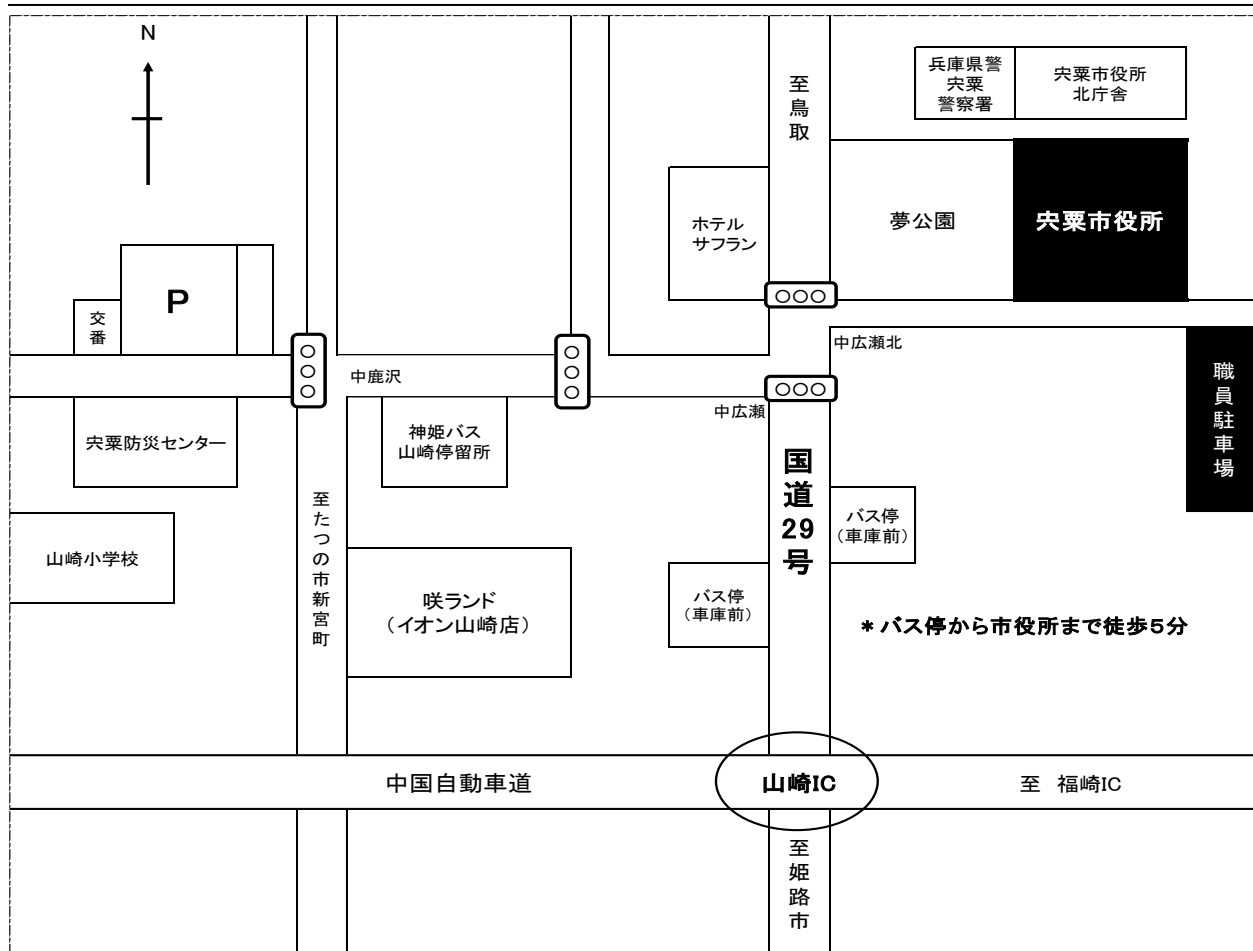 N
至鳥取
兵庫県警
宍粟
警察署
宍粟市役所
北庁舎
ホテル
サフラン
夢公園
宍粟市役所
P
交番
中広瀬北
職員駐車場
中鹿沢
中広瀬
宍粟防災センター
神姫バス
山崎停留所
国道29号
至たつの市新宮町
バス停
(車庫前)
山崎小学校
咲ランド
(イオン山崎店)
バス停
(車庫前)
*バス停から市役所まで徒歩5分
中国自動車道
山崎IC
至 福崎IC
至姫路市